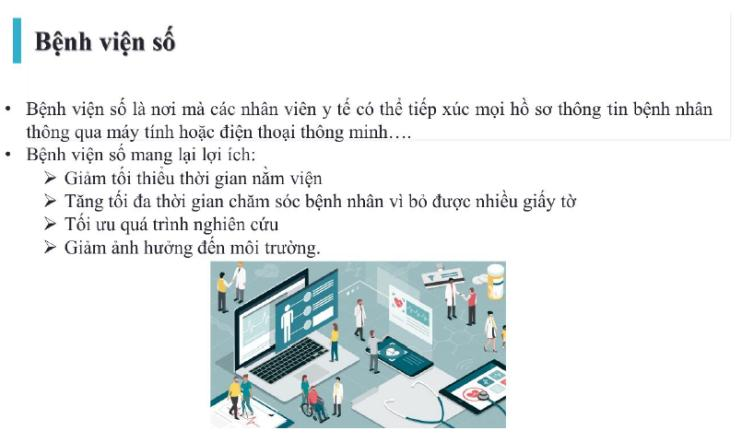 Bệnh viện số
• Bệnh viện số là nơi mà các nhân viên y tế có thể tiếp xúc mọi hồ sơ thông tin bệnh nhân
thông qua máy tính hoặc điện thoại thông minh….
• Bệnh viện số mang lại lợi ích:
➤ Giảm tối thiểu thời gian nằm viện
➤ Tăng tối đa thời gian chăm sóc bệnh nhân vì bỏ được nhiều giấy tờ
➤ Tối ưu quá trình nghiên cứu
➤ Giảm ảnh hưởng đến môi trường.